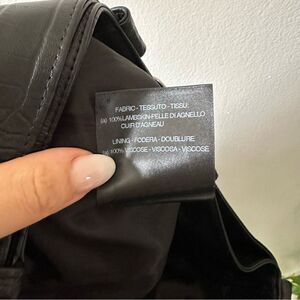 FABRIC - TESSUTO - TISSU:
(a) 100%LAMBSKIN-PELLE DI AGNELLO
CUIR D'AGNEAU
LINING - FODERA - DOUBLURE
(a) 100% VISCOSE - VISCOSA - VISCOSE